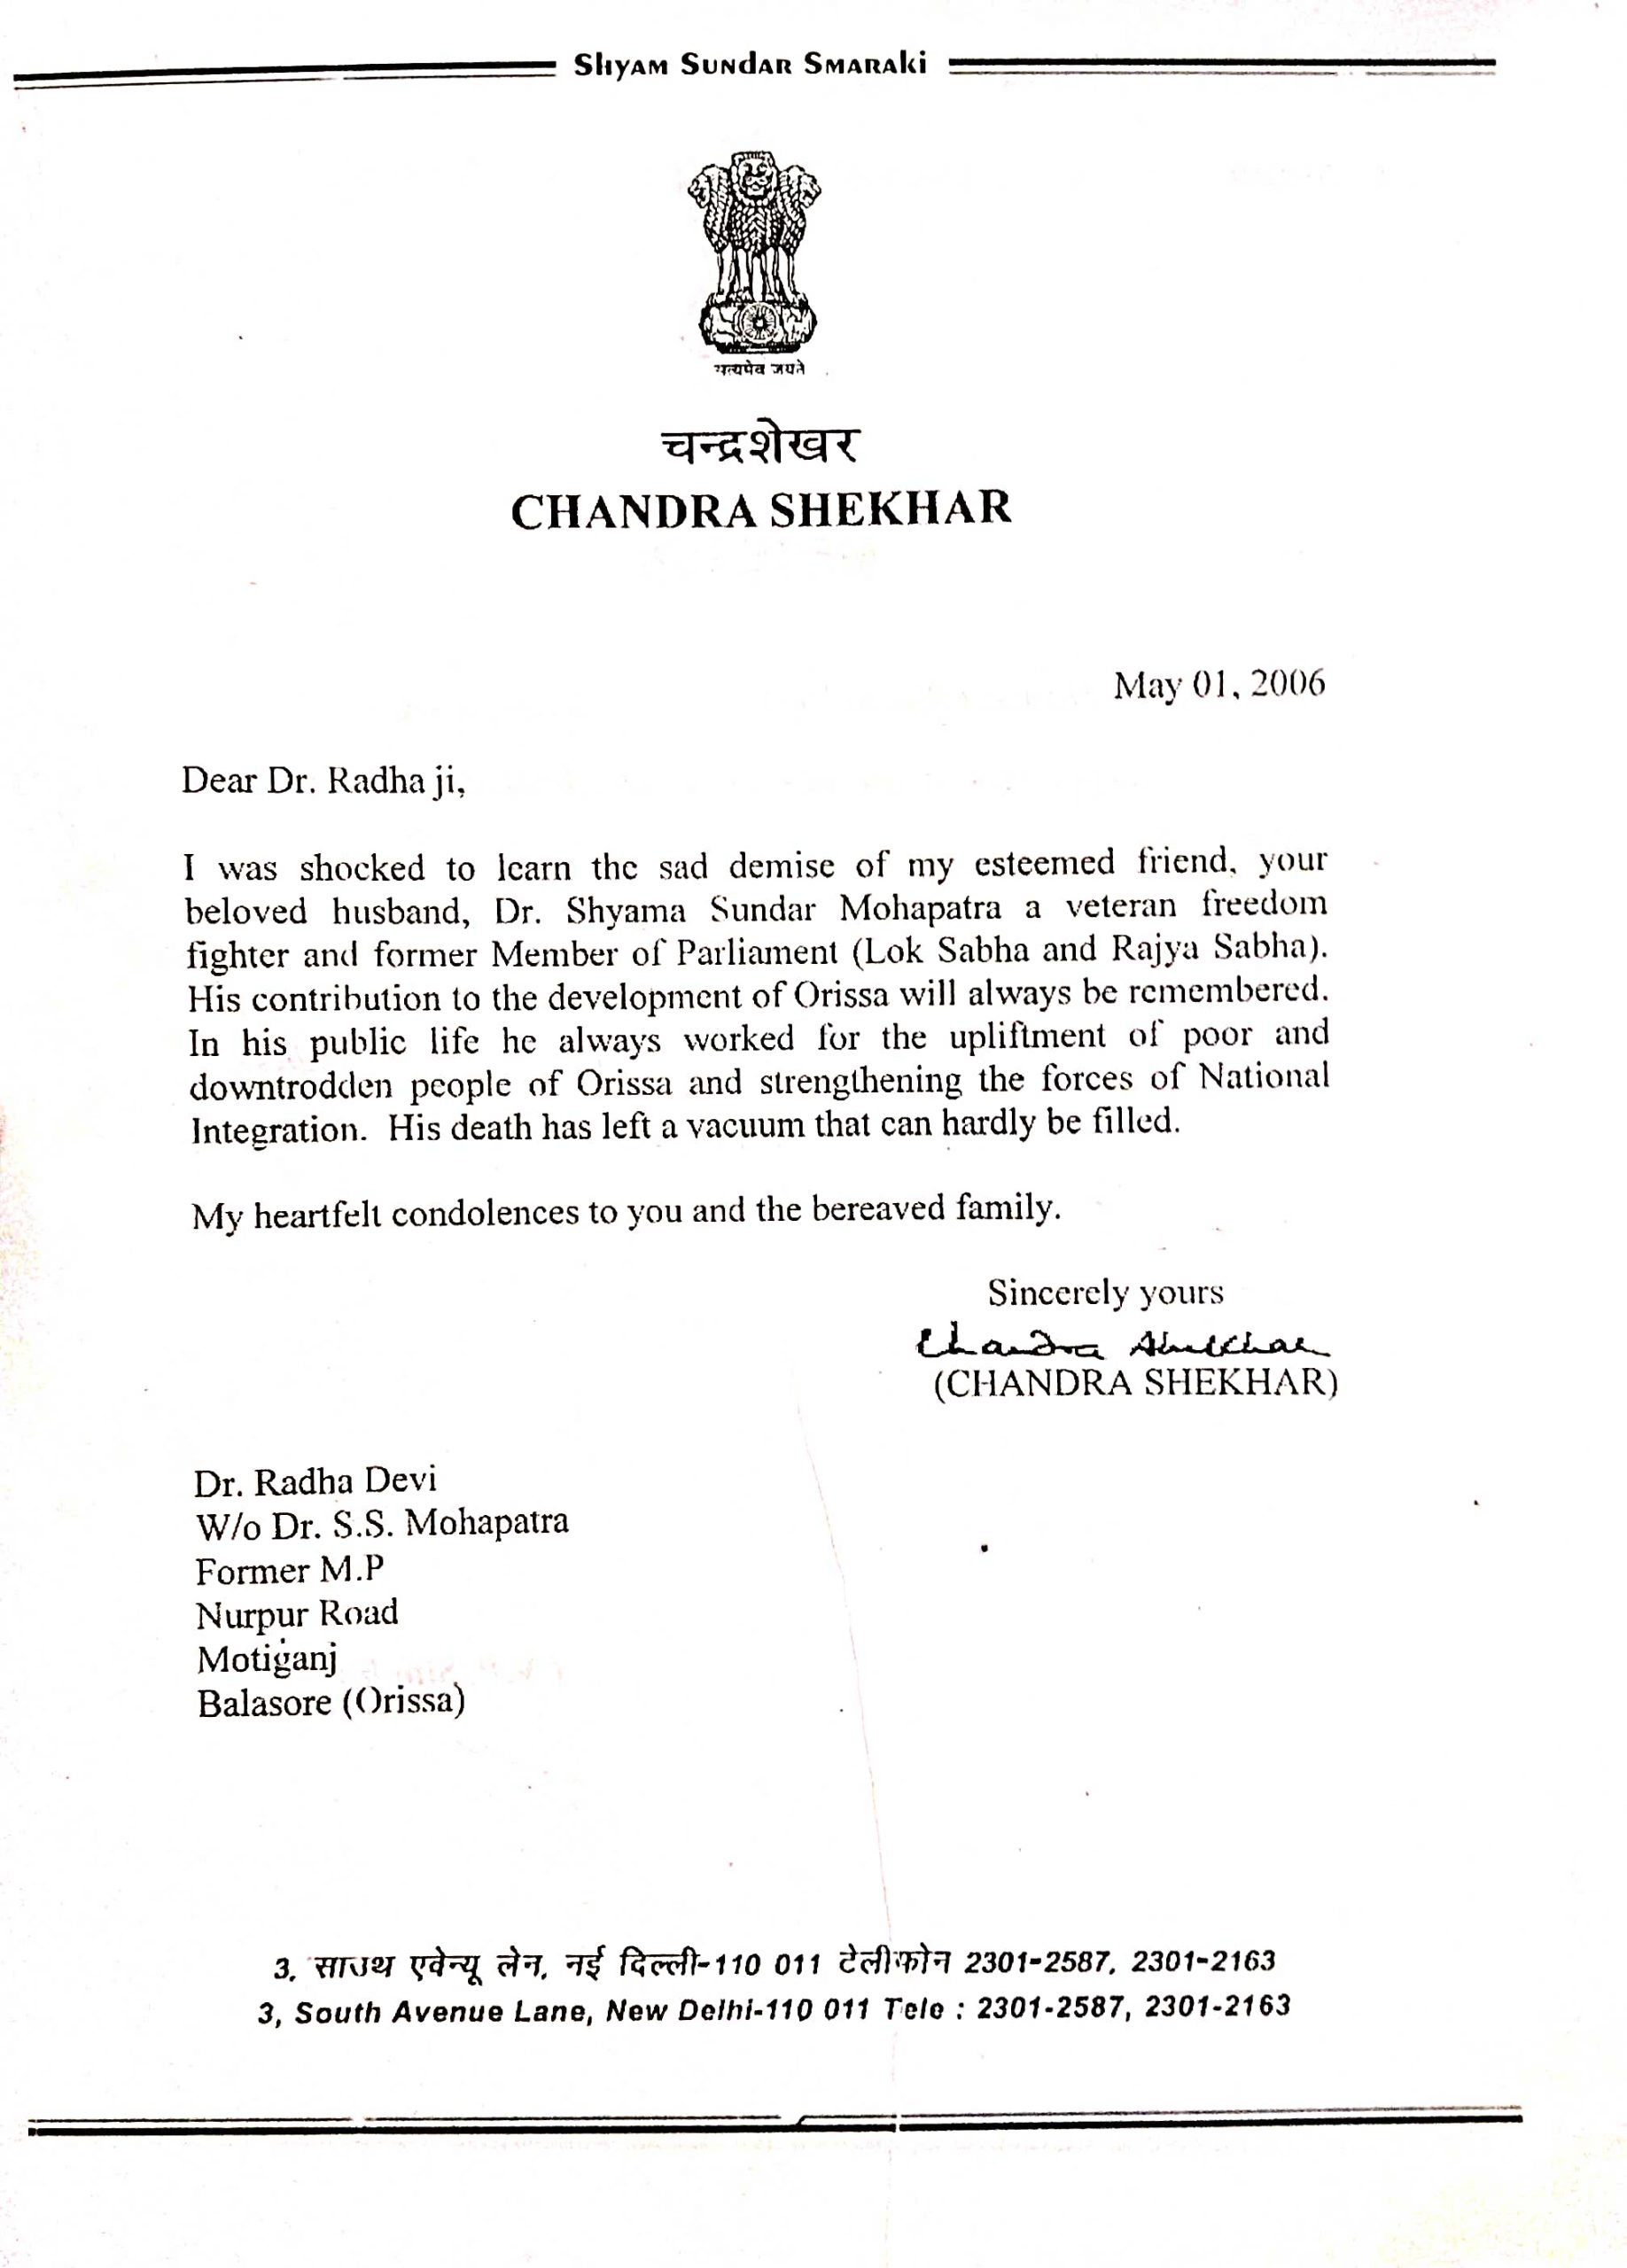 Shyam Sundar Smaraki
सत्यमेव जयते
चन्द्रशेखर
CHANDRA SHEKHAR
May 01, 2006
Dear Dr. Radha ji,
I was shocked to learn the sad demise of my esteemed friend, your
beloved husband, Dr. Shyama Sundar Mohapatra a veteran freedom
fighter and former Member of Parliament (Lok Sabha and Rajya Sabha).
His contribution to the development of Orissa will always be remembered.
In his public life he always worked for the upliftment of poor and
downtrodden people of Orissa and strengthening the forces of National
Integration. His death has left a vacuum that can hardly be filled.
My heartfelt condolences to you and the bereaved family.
Sincerely yours
Chandra Shekhar
(CHANDRA SHEKHAR)
Dr. Radha Devi
W/o Dr. S.S. Mohapatra
Former M.P
Nurpur Road
Motiganj
Balasore (Orissa)
3, साउथ एवेन्यू लेन, नई दिल्ली-110 011 टेलीफोन 2301-2587, 2301-2163
3, South Avenue Lane, New Delhi-110 011 Tele : 2301-2587, 2301-2163